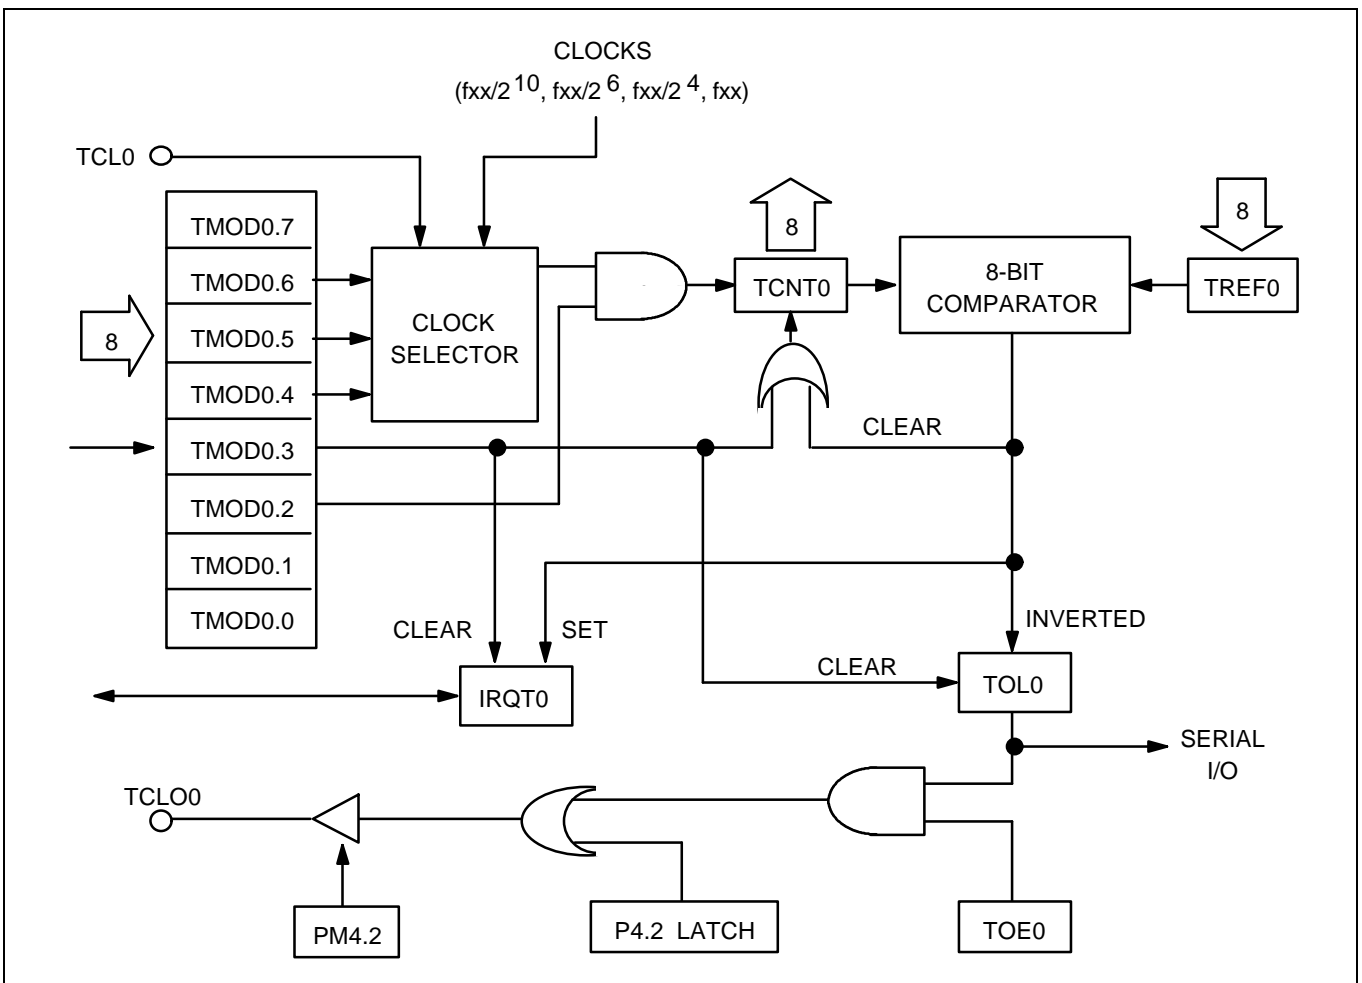 CLOCKS
(fxx/2 10, fxx/2 6, fxx/2 4, fxx)
TCL0
TMOD0.7
TMOD0.6
TMOD0.5
TMOD0.4
TMOD0.3
TMOD0.2
TMOD0.1
TMOD0.0
8
CLOCK
SELECTOR
8
TCNT0
8-BIT
COMPARATOR
8
TREF0
CLEAR
CLEAR
SET
INVERTED
CLEAR
IRQT0
TOL0
SERIAL
I/O
TCLO0
PM4.2
P4.2 LATCH
TOE0